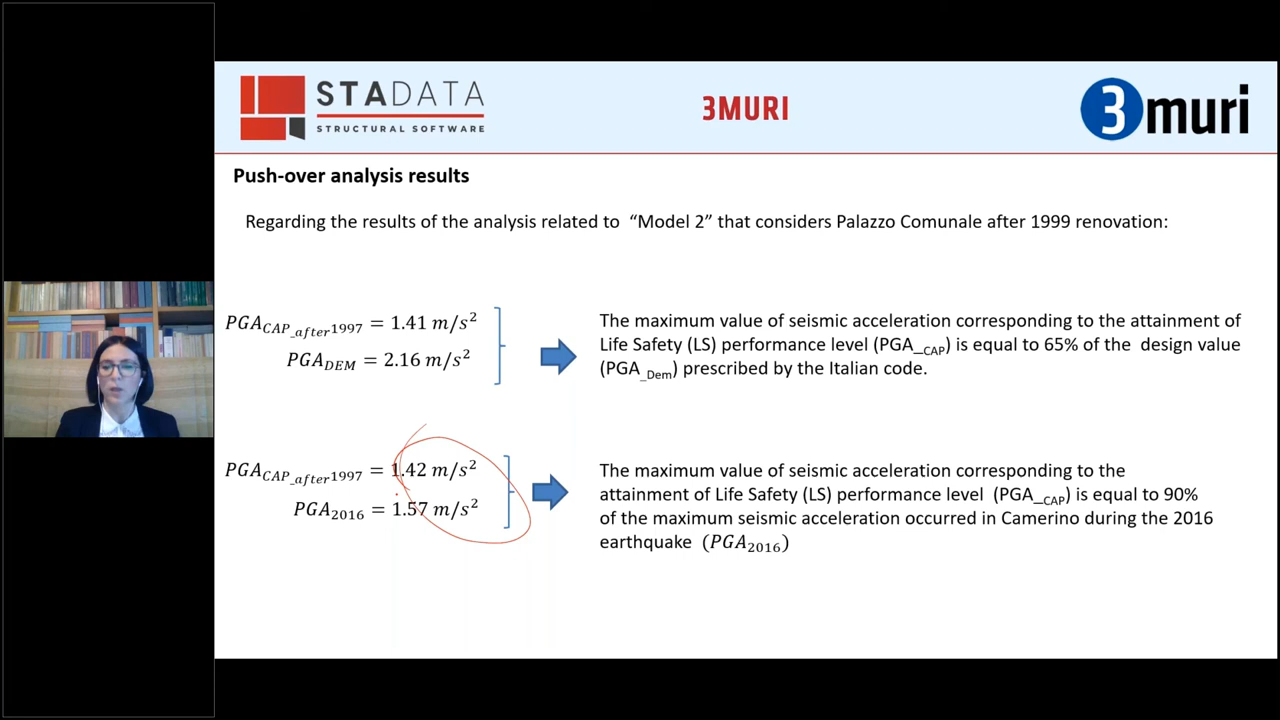 STADATA
STRUCTURAL SOFTWARE
3MURI
3muri
Push-over analysis results
Regarding the results of the analysis related to “Model 2” that considers Palazzo Comunale after 1999 renovation:
PGA_CAP_after1997 = 1.41 m/s²
PGA_DEM = 2.16 m/s²
The maximum value of seismic acceleration corresponding to the attainment of
Life Safety (LS) performance level (PGA_CAP) is equal to 65% of the design value
(PGA_Dem) prescribed by the Italian code.
PGA_CAP_after1997 = 1.42 m/s²
PGA_2016 = 1.57 m/s²
The maximum value of seismic acceleration corresponding to the
attainment of Life Safety (LS) performance level (PGA_CAP) is equal to 90%
of the maximum seismic acceleration occurred in Camerino during the 2016
earthquake (PGA_2016)